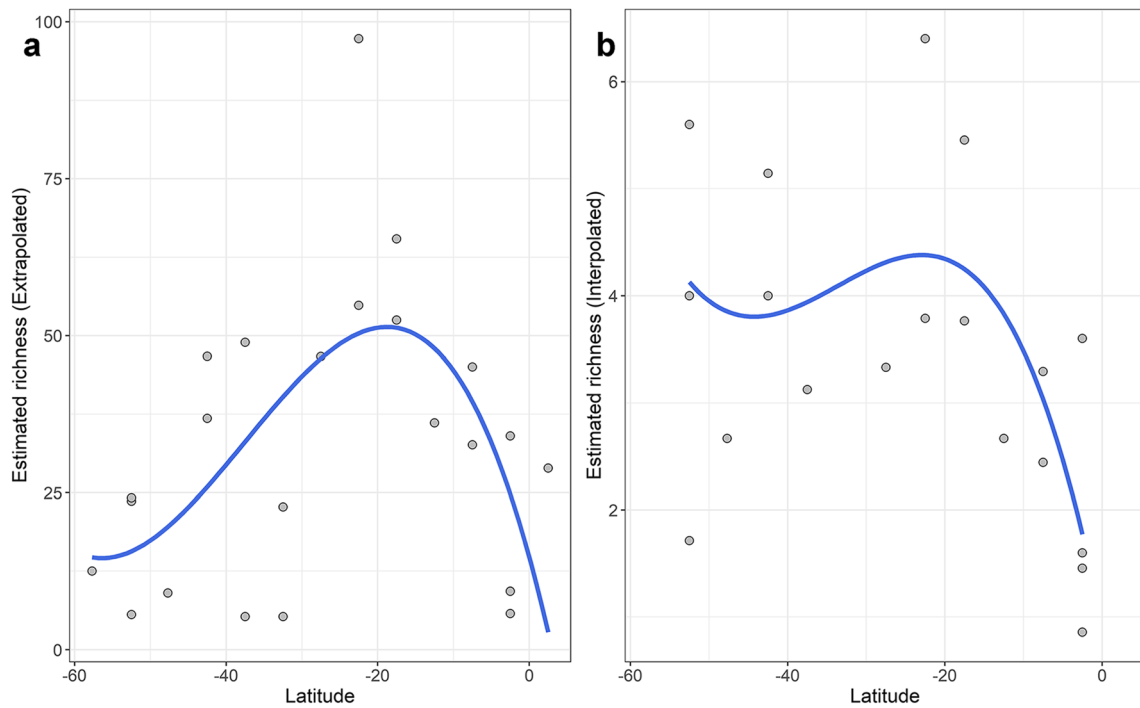 a
Estimated richness (Extrapolated)
100
75
50
25
0
-60
-40
-20
0
Latitude
b
Estimated richness (Interpolated)
6
4
2
-60
-40
-20
0
Latitude